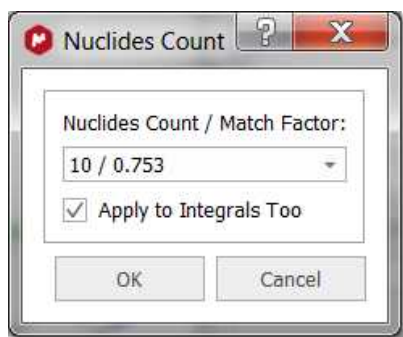 Nuclides Count
Nuclides Count / Match Factor:
10 / 0.753
Apply to Integrals Too
OK Cancel